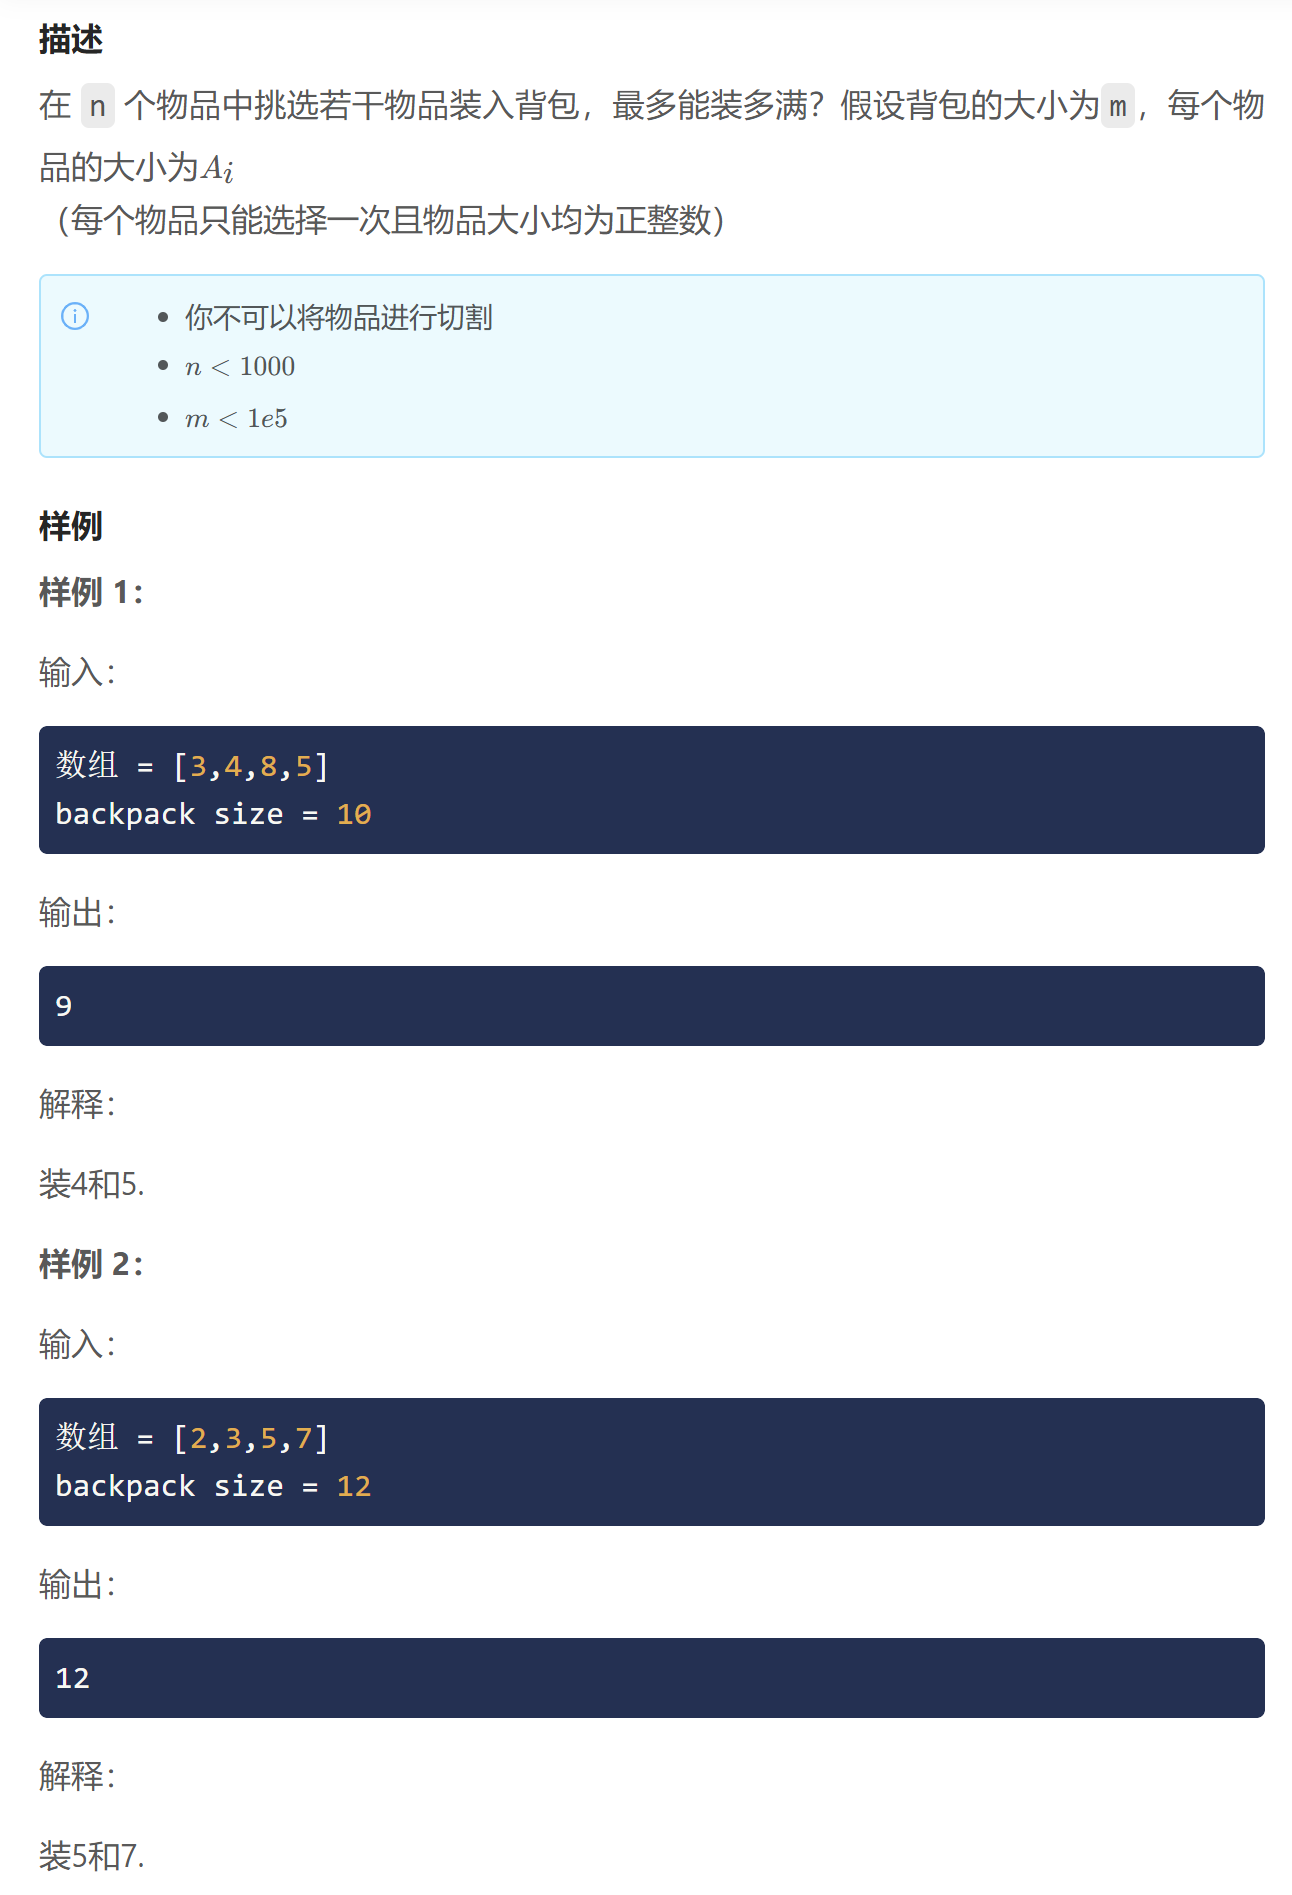 描述
在 n 个物品中挑选若干物品装入背包，最多能装多满？假设背包的大小为m，每个物
品的大小为Aᵢ
（每个物品只能选择一次且物品大小均为正整数）
你不可以将物品进行切割
n < 1000
m < 1e5
样例
样例 1：
输入：
数组 = [3,4,8,5]
backpack size = 10
输出：
9
解释：
装4和5.
样例 2：
输入：
数组 = [2,3,5,7]
backpack size = 12
输出：
12
解释：
装5和7.